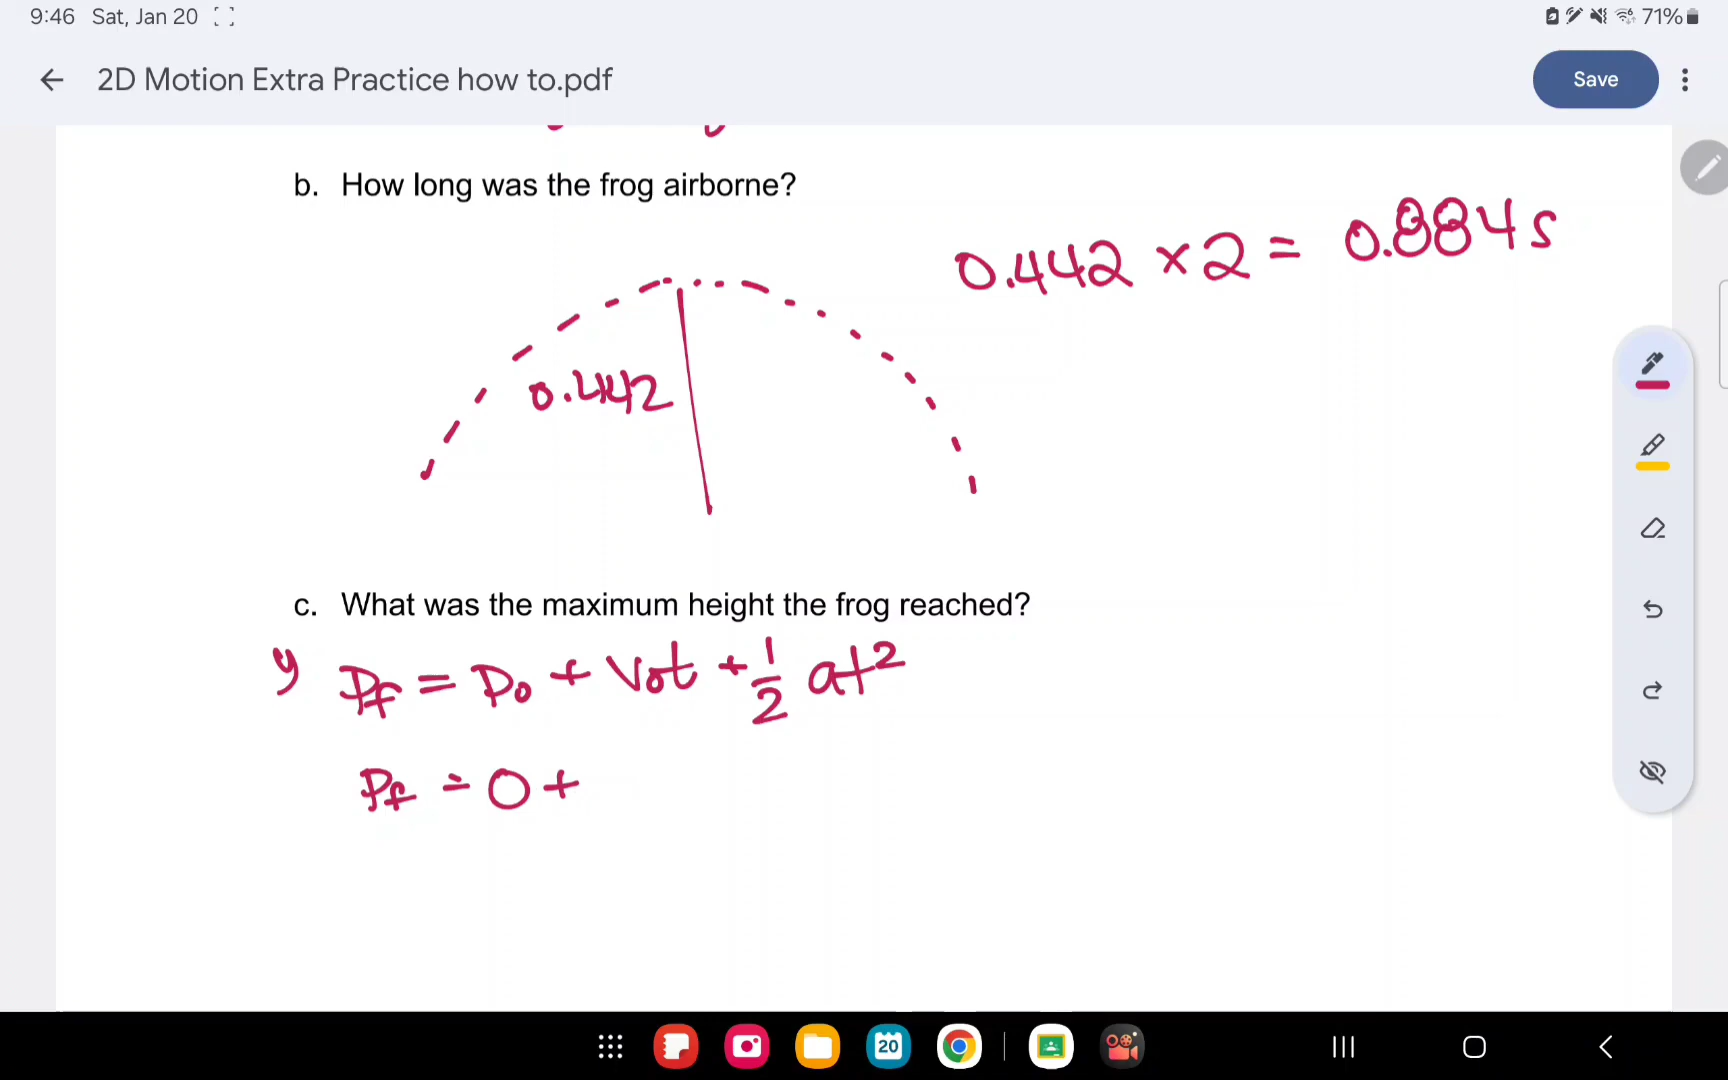 9:46 Sat, Jan 20 71%
2D Motion Extra Practice how to.pdf
Save
b. How long was the frog airborne?
0.442 × 2 = 0.884 s
0.442
c. What was the maximum height the frog reached?
y Pf = P₀ + V₀t + ½ at²
Pf = 0 +
20